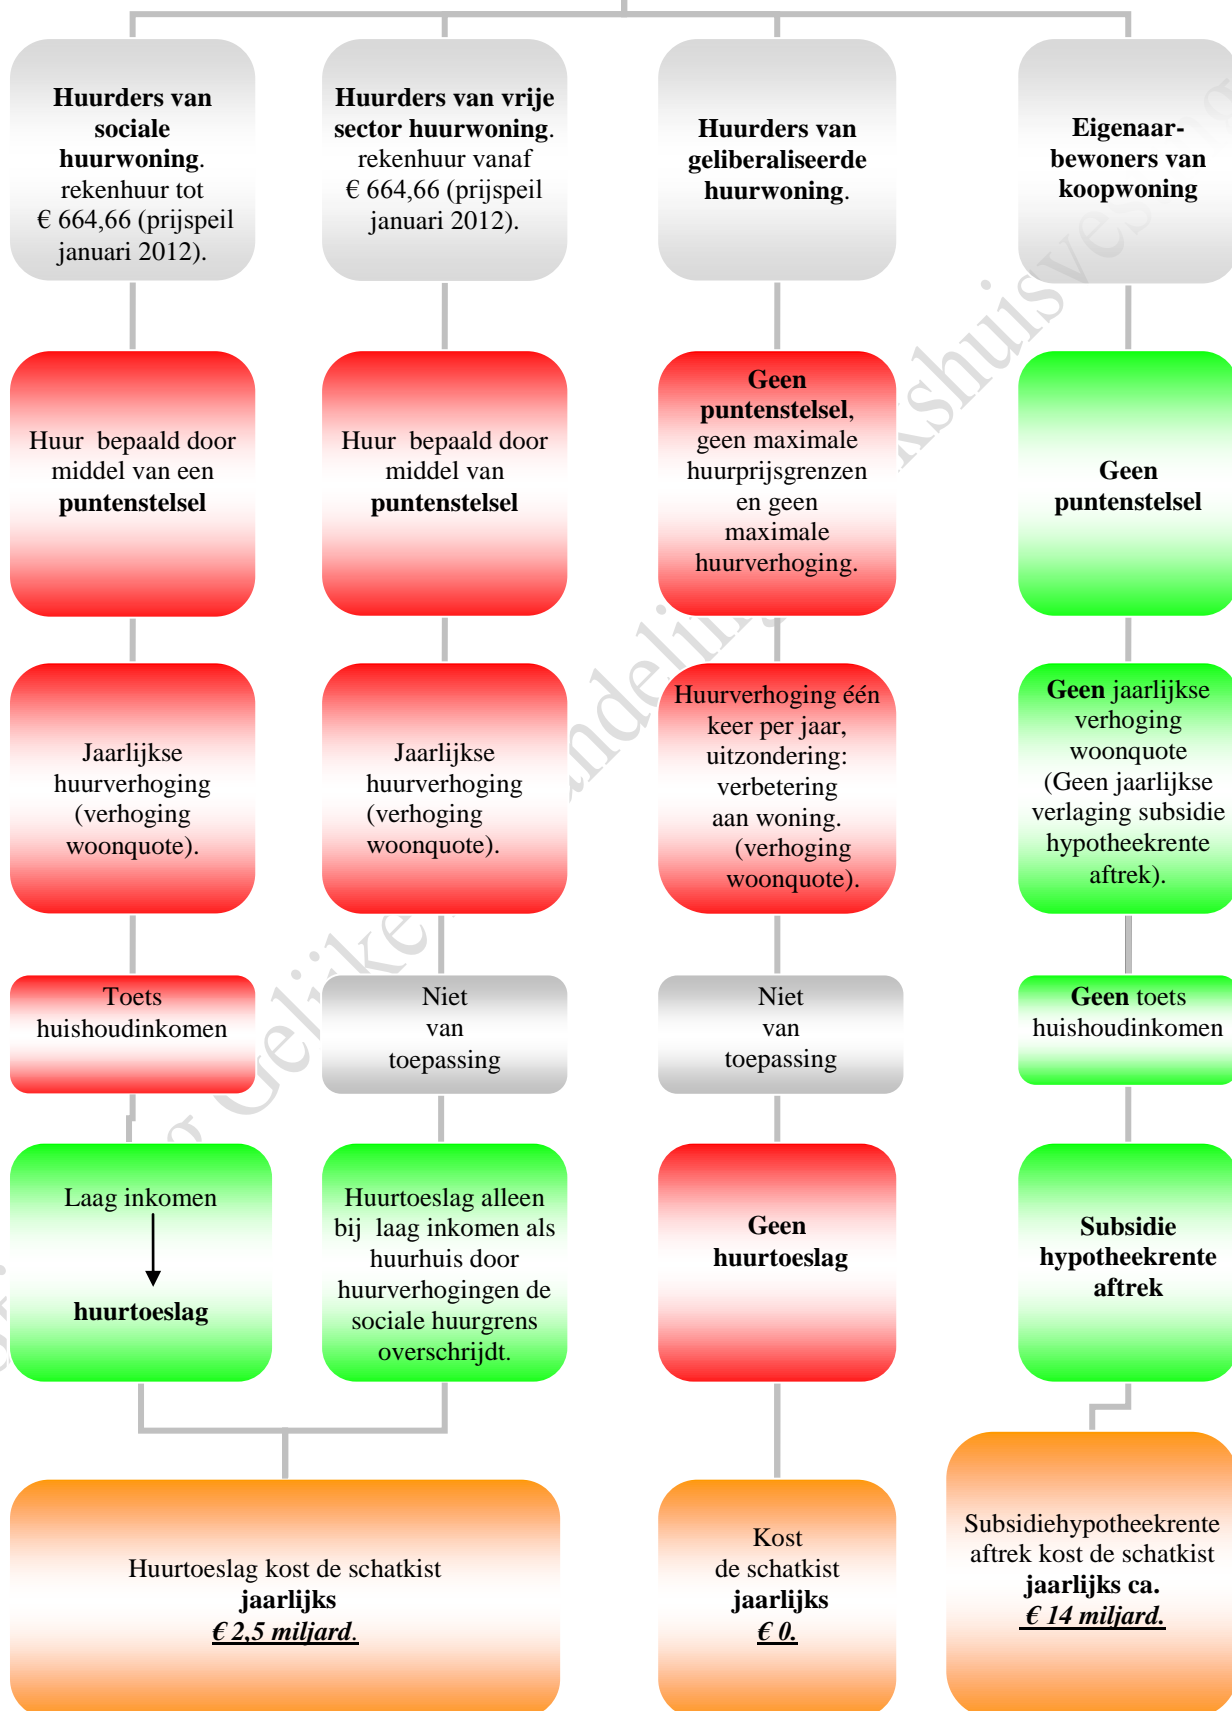 Huurders van
sociale
huurwoning.
rekenhuur tot
€ 664,66 (prijspeil
januari 2012).
Huurders van vrije
sector huurwoning.
rekenhuur vanaf
€ 664,66 (prijspeil
januari 2012).
Huurders van
geliberaliseerde
huurwoning.
Eigenaar-
bewoners van
koopwoning
Huur bepaald door
middel van een
puntenstelsel
Huur bepaald door
middel van
puntenstelsel
Geen
puntenstelsel,
geen maximale
huurprijsgrenzen
en geen
maximale
huurverhoging.
Geen
puntenstelsel
Jaarlijkse
huurverhoging
(verhoging
woonquote).
Jaarlijkse
huurverhoging
(verhoging
woonquote).
Huurverhoging één
keer per jaar,
uitzondering:
verbetering
aan woning.
(verhoging
woonquote).
Geen jaarlijkse
verhoging
woonquote
(Geen jaarlijkse
verlaging subsidie
hypotheekrente
aftrek).
Toets
huishoudinkomen
Niet
van
toepassing
Niet
van
toepassing
Geen toets
huishoudinkomen
Laag inkomen
huurtoeslag
Huurtoeslag alleen
bij laag inkomen als
huurhuis door
huurverhogingen de
sociale huurgrens
overschrijdt.
Geen
huurtoeslag
Subsidie
hypotheekrente
aftrek
Huurtoeslag kost de schatkist
jaarlijks
€ 2,5 miljard.
Kost
de schatkist
jaarlijks
€ 0.
Subsidiehypotheekrente
aftrek kost de schatkist
jaarlijks ca.
€ 14 miljard.